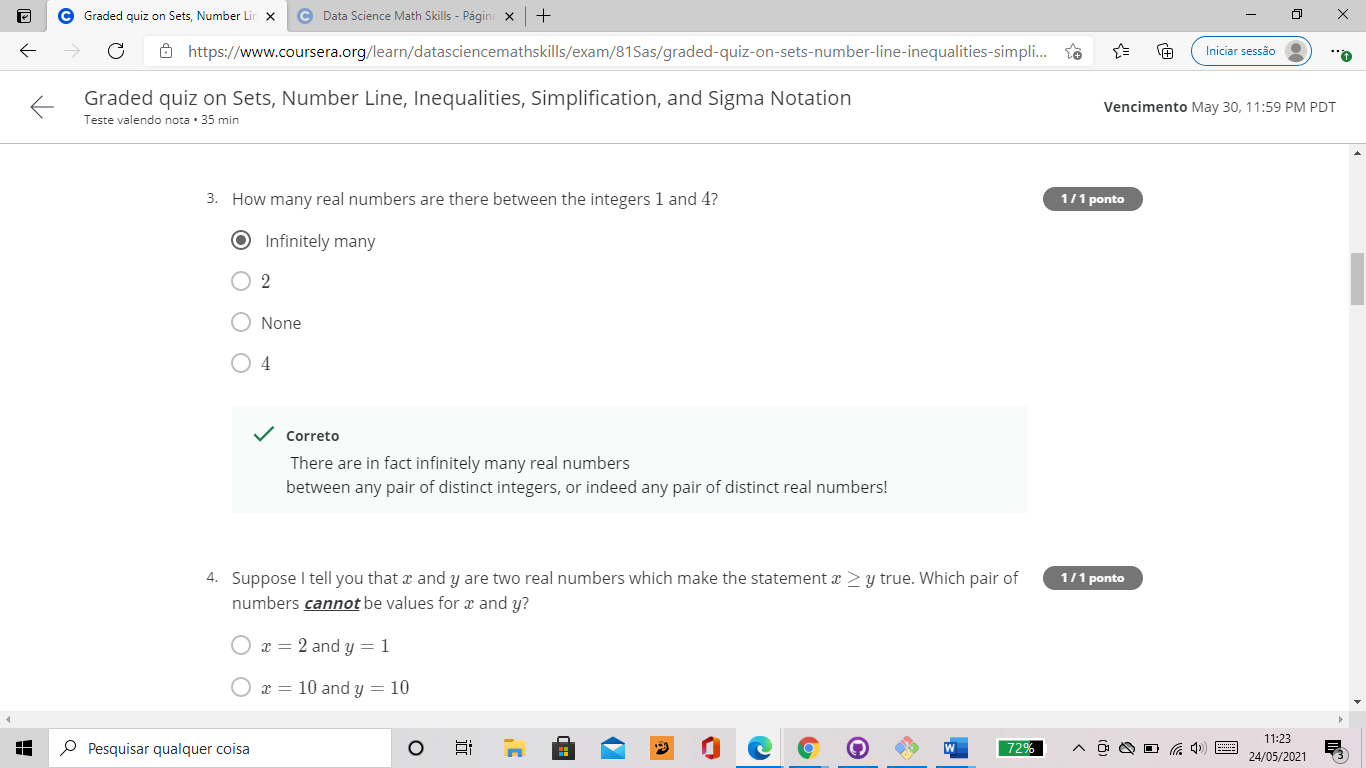 Graded quiz on Sets, Number Lin
Data Science Math Skills - Págin
https://www.coursera.org/learn/datasciencemathskills/exam/81Sas/graded-quiz-on-sets-number-line-inequalities-simpli...
Iniciar sessão
Graded quiz on Sets, Number Line, Inequalities, Simplification, and Sigma Notation
Teste valendo nota • 35 min
Vencimento May 30, 11:59 PM PDT
3. How many real numbers are there between the integers 1 and 4?
1 / 1 ponto
Infinitely many
2
None
4
Correto
There are in fact infinitely many real numbers
between any pair of distinct integers, or indeed any pair of distinct real numbers!
4. Suppose I tell you that x and y are two real numbers which make the statement x ≥ y true. Which pair of
1 / 1 ponto
numbers cannot be values for x and y?
x = 2 and y = 1
x = 10 and y = 10
Pesquisar qualquer coisa
72%
11:23
24/05/2021
3